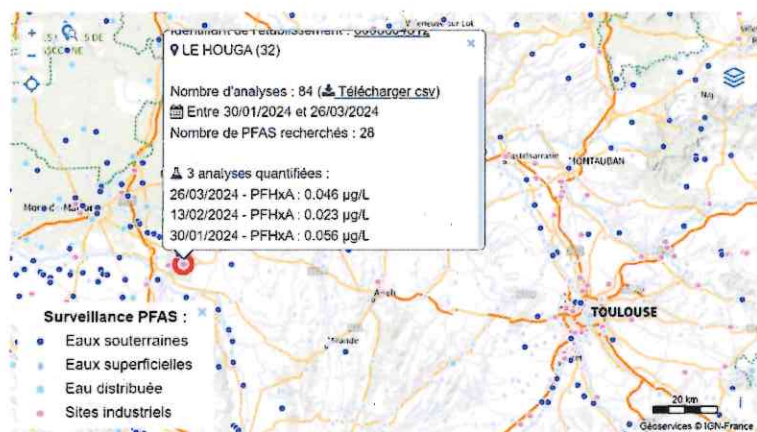 LE HOUGA (32)
Nombre d'analyses : 84 (Télécharger csv)
Entre 30/01/2024 et 26/03/2024
Nombre de PFAS recherchés : 28
3 analyses quantifiées :
26/03/2024 - PFHxA : 0.046 µg/L
13/02/2024 - PFHxA : 0.023 µg/L
30/01/2024 - PFHxA : 0.056 µg/L
Castelsarrasin
MONTAUBAN
Auch
Mirande
TOULOUSE
Surveillance PFAS :
Eaux souterraines
Eaux superficielles
Eau distribuée
Sites industriels
20 km
Géoservices © IGN-France